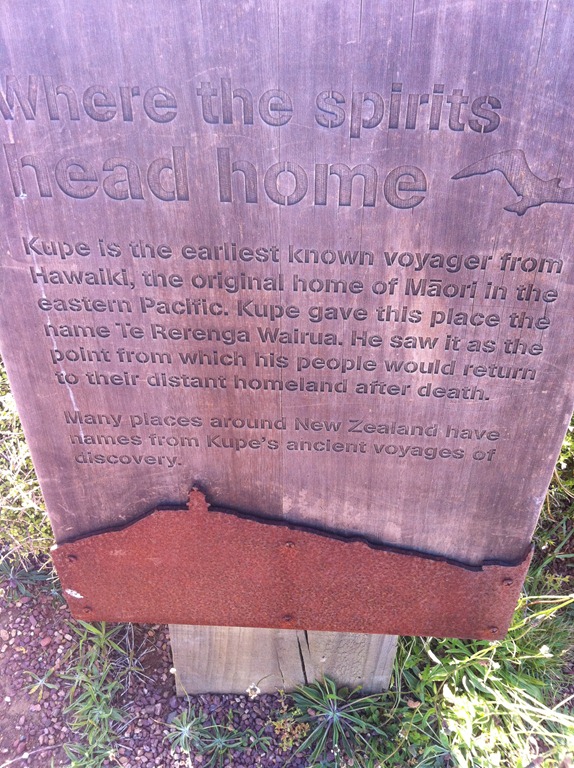 Where the spirits
head home
Kupe is the earliest known voyager from
Hawaiki, the original home of Māori in the
eastern Pacific. Kupe gave this place the
name Te Rerenga Wairua. He saw it as the
point from which his people would return
to their distant homeland after death.
Many places around New Zealand have
names from Kupe's ancient voyages of
discovery.